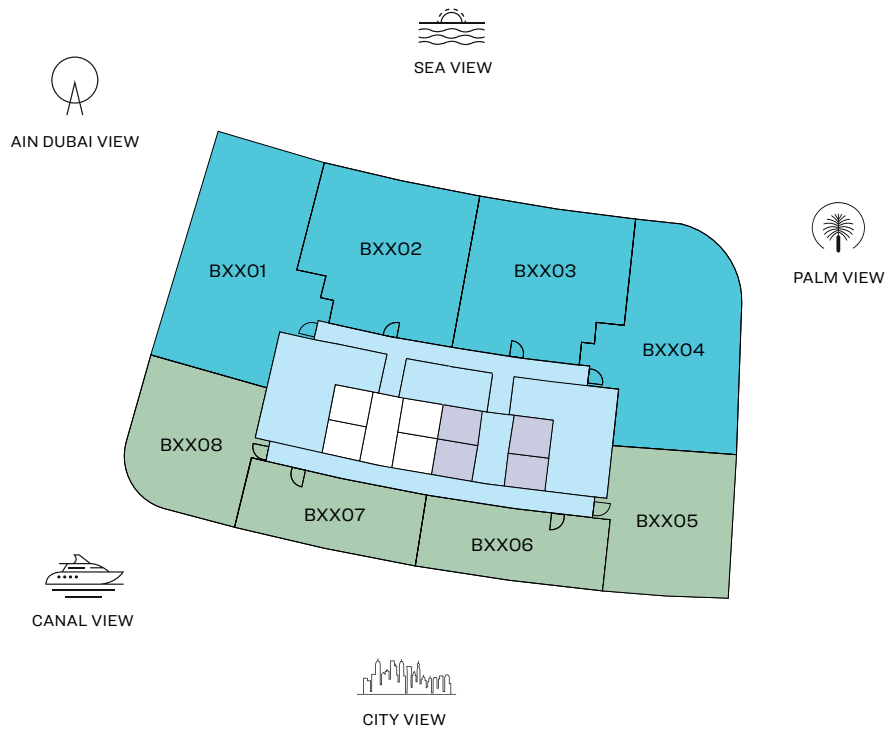 SEA VIEW
AIN DUBAI VIEW
PALM VIEW
BXX01
BXX02
BXX03
BXX04
BXX08
BXX07
BXX06
BXX05
CANAL VIEW
CITY VIEW